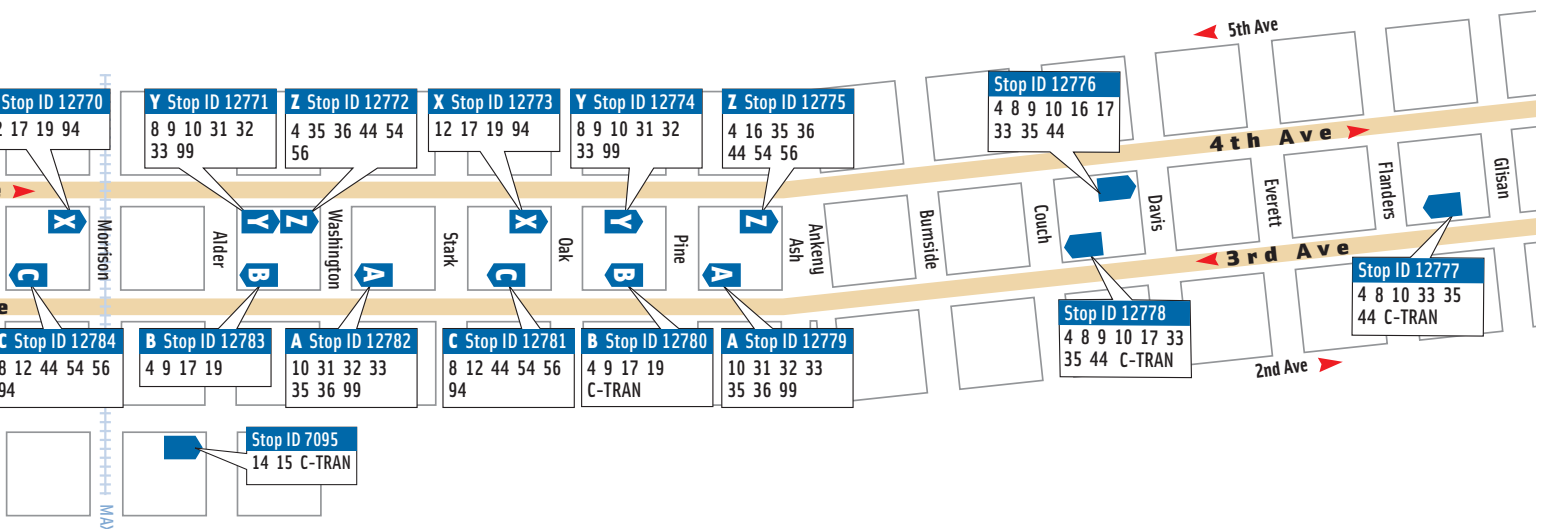 5th Ave
Stop ID 12770
17 19 94
Y Stop ID 12771
8 9 10 31 32
33 99
Z Stop ID 12772
4 35 36 44 54
56
X Stop ID 12773
12 17 19 94
Y Stop ID 12774
8 9 10 31 32
33 99
Z Stop ID 12775
4 16 35 36
44 54 56
Stop ID 12776
4 8 9 10 16 17
33 35 44
4th Ave
X
Morrison
Alder
Y
Z
Washington
Stark
X
Oak
Y
Pine
Z
Ash
Ankeny
Burnside
Couch
Davis
Everett
Flanders
Glisan
C
B
A
C
B
A
3rd Ave
Stop ID 12777
4 8 10 33 35
44 C-TRAN
C Stop ID 12784
8 12 44 54 56
94
B Stop ID 12783
4 9 17 19
A Stop ID 12782
10 31 32 33
35 36 99
C Stop ID 12781
8 12 44 54 56
94
B Stop ID 12780
4 9 17 19
C-TRAN
A Stop ID 12779
10 31 32 33
35 36 99
Stop ID 12778
4 8 9 10 17 33
35 44 C-TRAN
2nd Ave
Stop ID 7095
14 15 C-TRAN
MAX